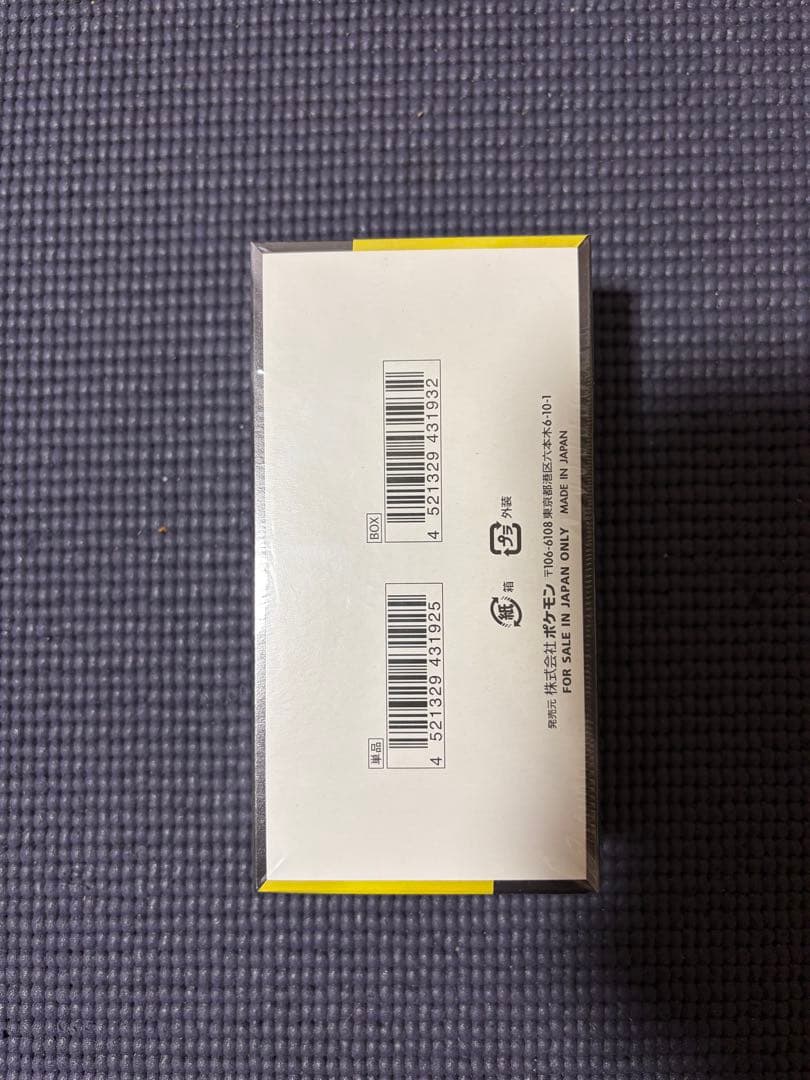 単品
4 521329 431925
BOX
4 521329 431932
紙 箱
プラ 外装
発売元 株式会社 ポケモン 〒106-6108 東京都港区六本木6-10-1
FOR SALE IN JAPAN ONLY MADE IN JAPAN